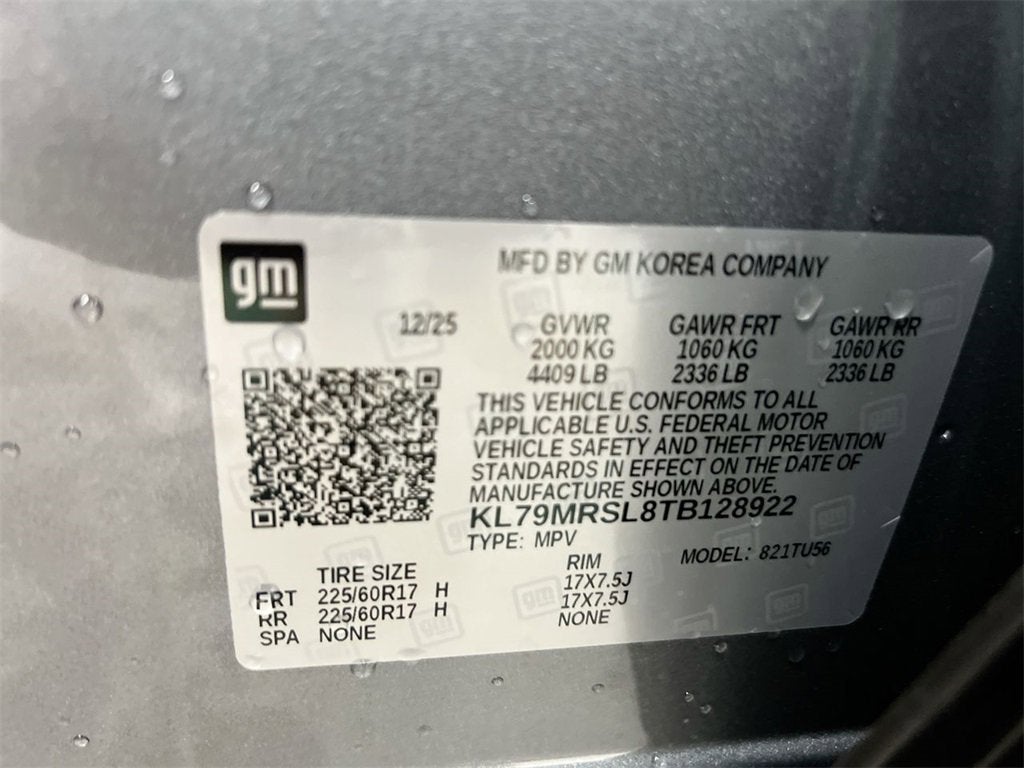 gm
MFD BY GM KOREA COMPANY
12/25
GVWR GAWR FRT GAWR RR
2000 KG 1060 KG 1060 KG
4409 LB 2336 LB 2336 LB
THIS VEHICLE CONFORMS TO ALL
APPLICABLE U.S. FEDERAL MOTOR
VEHICLE SAFETY AND THEFT PREVENTION
STANDARDS IN EFFECT ON THE DATE OF
MANUFACTURE SHOWN ABOVE.
KL79MRSL8TB128922
TYPE: MPV MODEL: 821TU56
TIRE SIZE RIM
FRT 225/60R17 H 17X7.5J
RR 225/60R17 H 17X7.5J
SPA NONE NONE